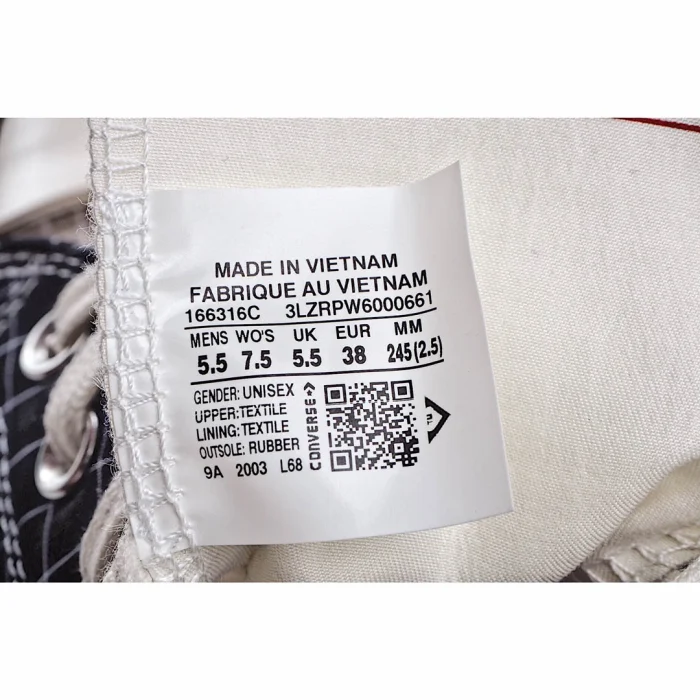 MADE IN VIETNAM
FABRIQUE AU VIETNAM
166316C 3LZRPW6000661
MENS WO'S UK EUR MM
5.5 7.5 5.5 38 245(2.5)
GENDER: UNISEX
UPPER:TEXTILE
LINING:TEXTILE
OUTSOLE: RUBBER
9A 2003 L68
CONVERSE